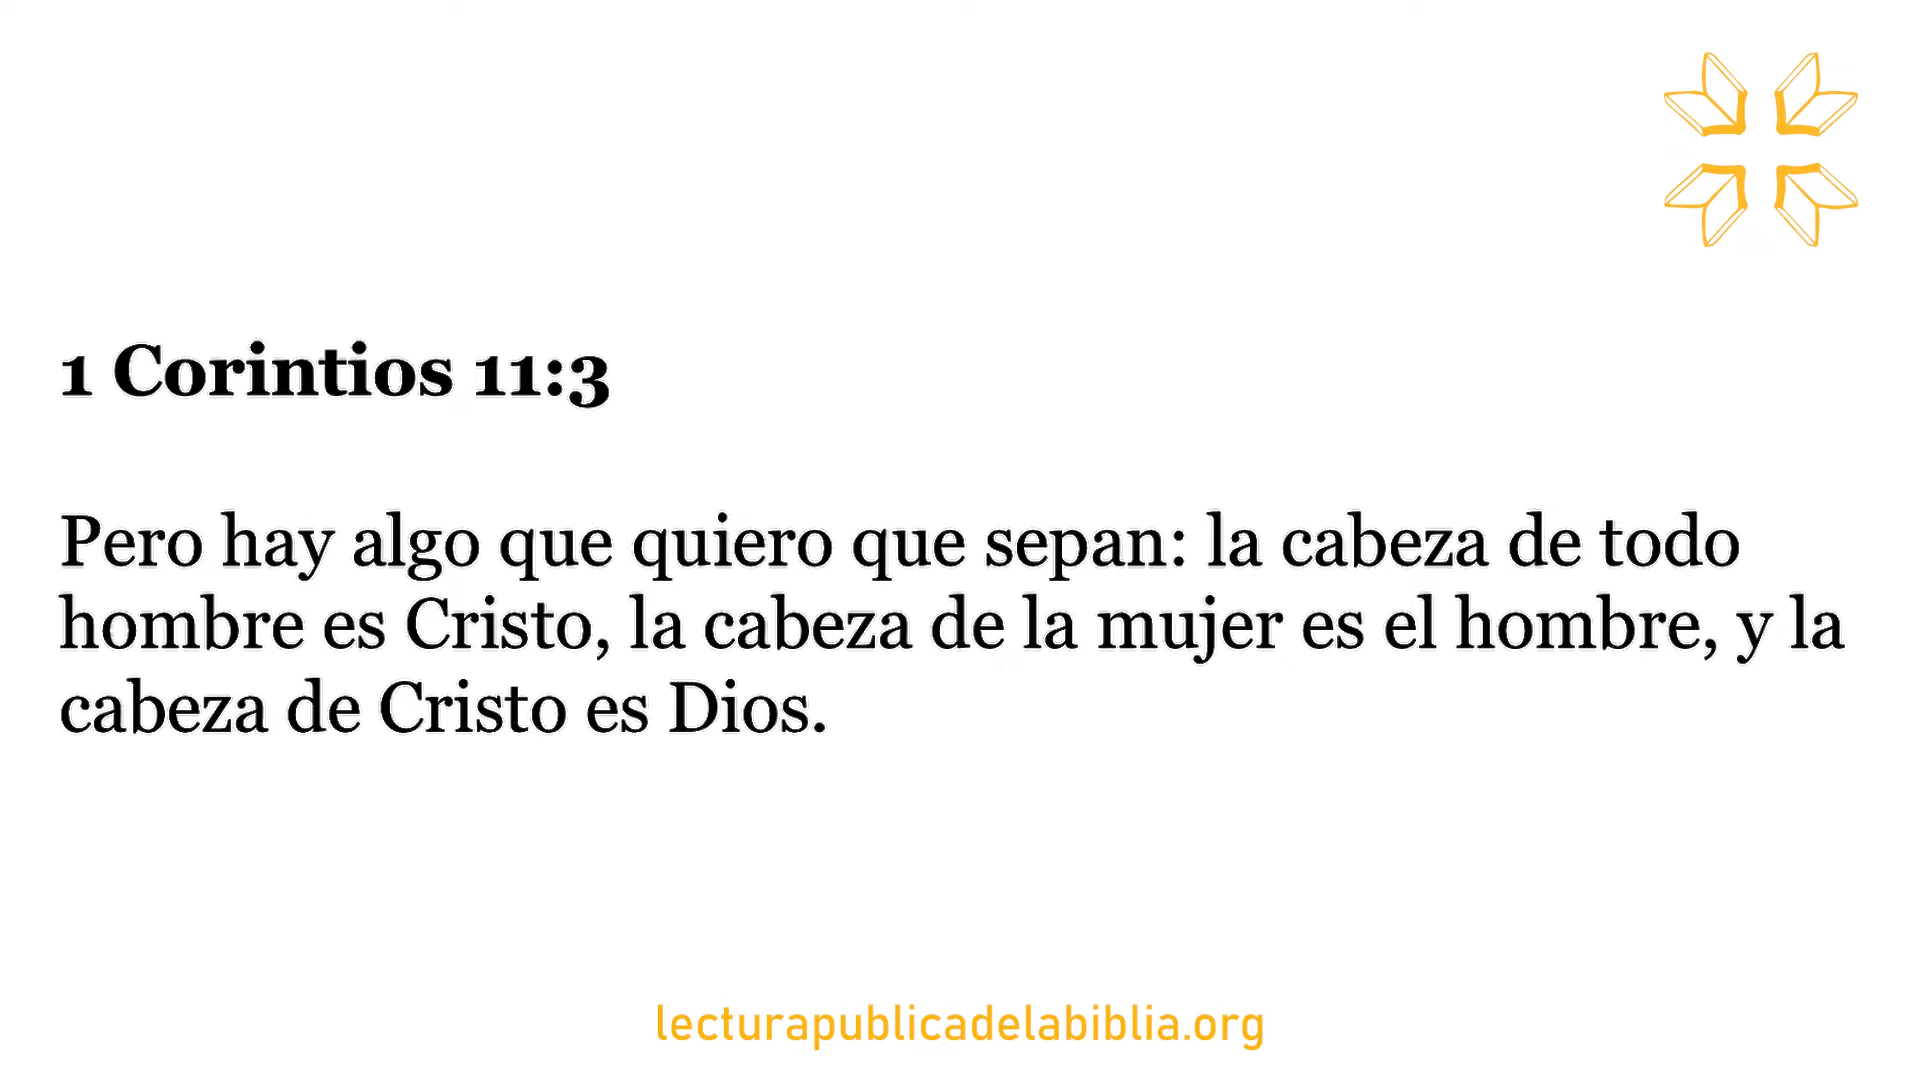 1 Corintios 11:3
Pero hay algo que quiero que sepan: la cabeza de todo
hombre es Cristo, la cabeza de la mujer es el hombre, y la
cabeza de Cristo es Dios.
lecturapublicadelabiblia.org